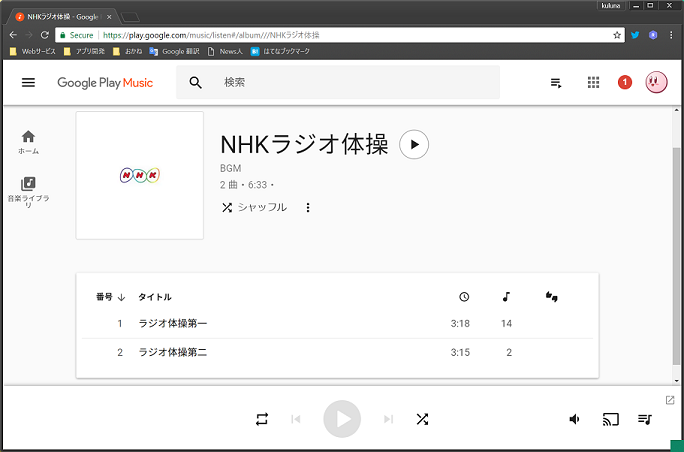 kuluna
NHKラジオ体操 - Google P
Secure | https://play.google.com/music/listen#/album///NHKラジオ体操
Webサービス アプリ開発 おかね Google 翻訳 News人 B! はてなブックマーク
Google Play Music 検索 1
ホーム
音楽ライブラリ
NHK
NHKラジオ体操
BGM
2 曲・6:33・
シャッフル
番号 タイトル
1 ラジオ体操第一 3:18 14
2 ラジオ体操第二 3:15 2